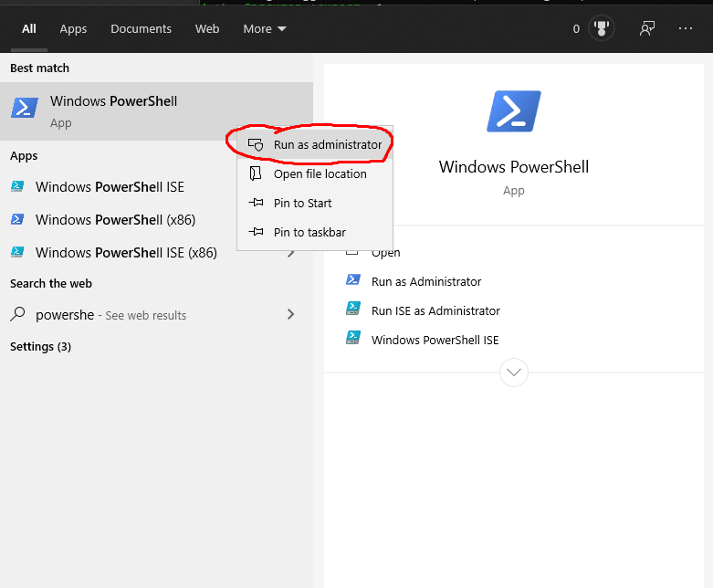 All Apps Documents Web More 0 ...
Best match
Windows PowerShell
App
Run as administrator
Open file location
Pin to Start
Pin to taskbar
Apps
Windows PowerShell ISE
Windows PowerShell (x86)
Windows PowerShell ISE (x86)
Search the web
powershe - See web results
Settings (3)
Windows PowerShell
App
Open
Run as Administrator
Run ISE as Administrator
Windows PowerShell ISE